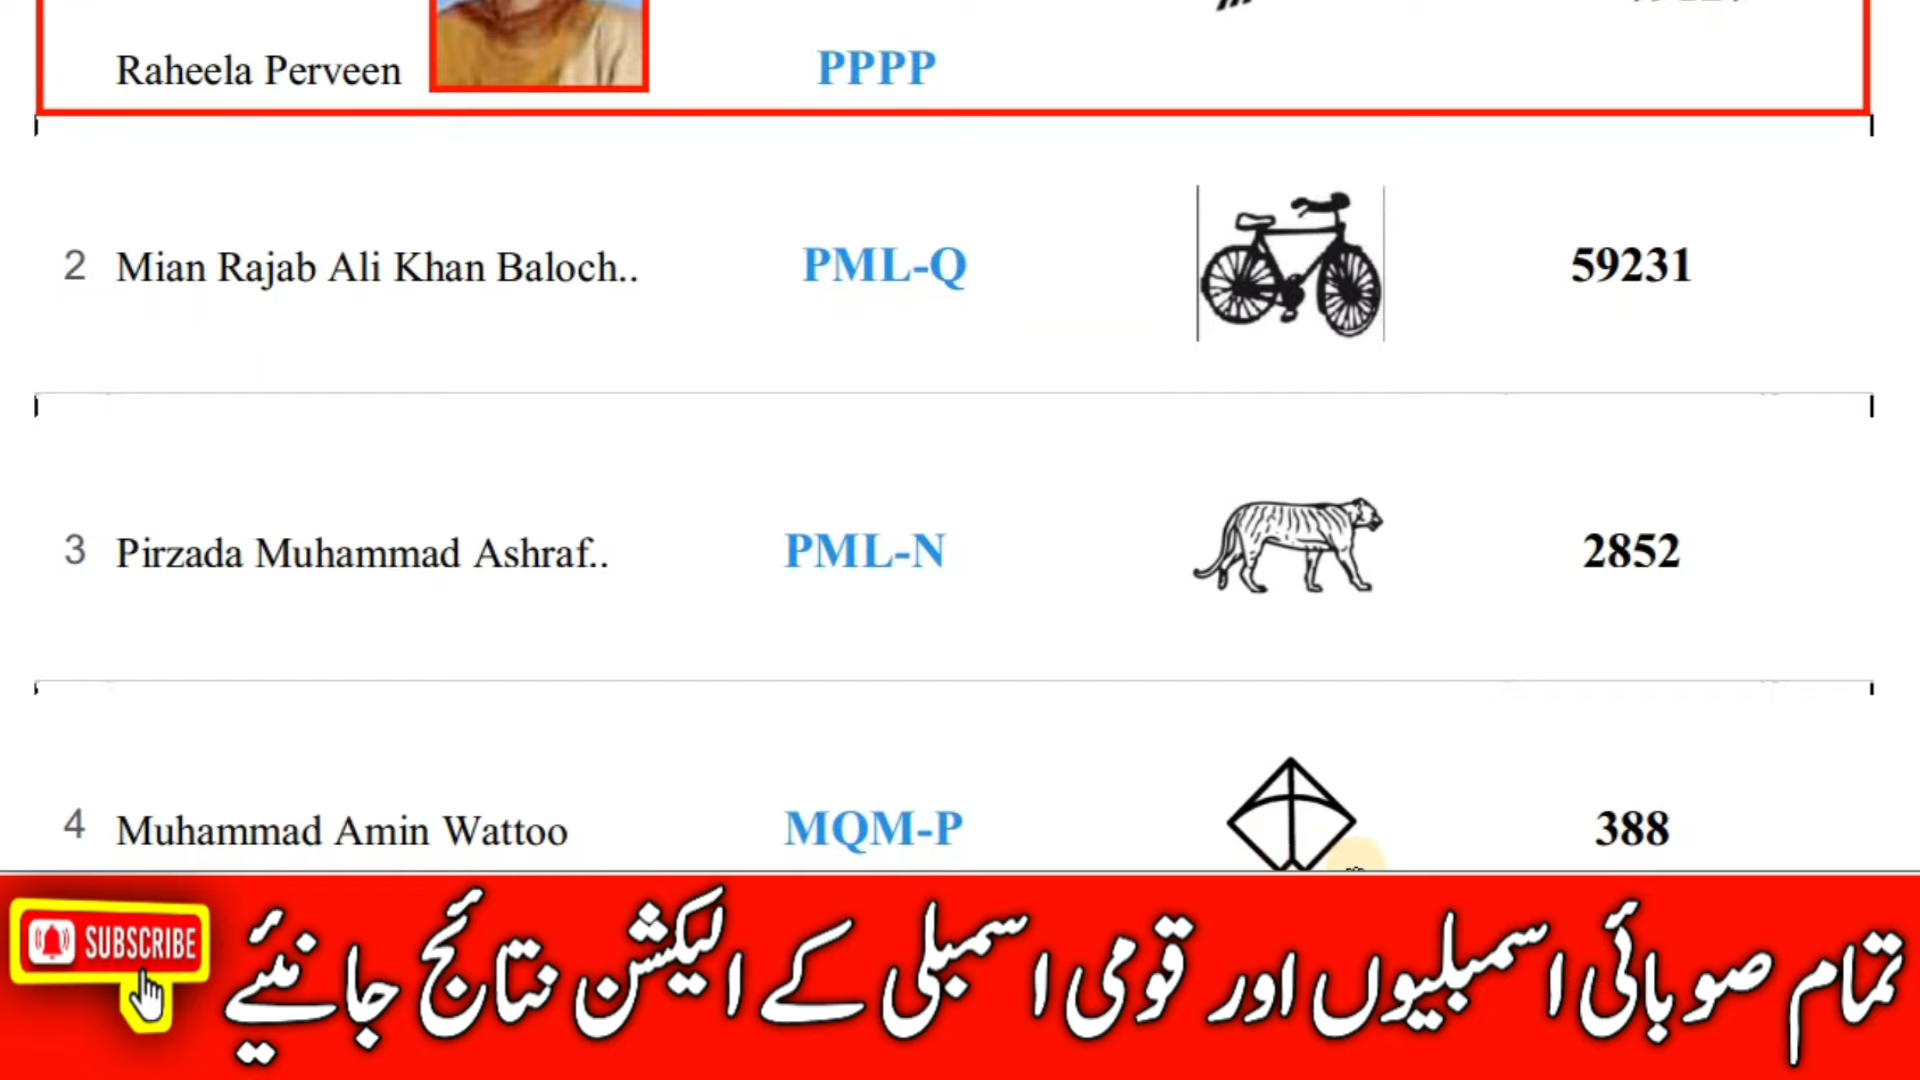 Raheela Perveen PPPP
2 Mian Rajab Ali Khan Baloch.. PML-Q 59231
3 Pirzada Muhammad Ashraf.. PML-N 2852
4 Muhammad Amin Wattoo MQM-P 388
SUBSCRIBE
تمام صوبائی اسمبلیوں اور قومی اسمبلی کے الیکشن نتائج جانئیے